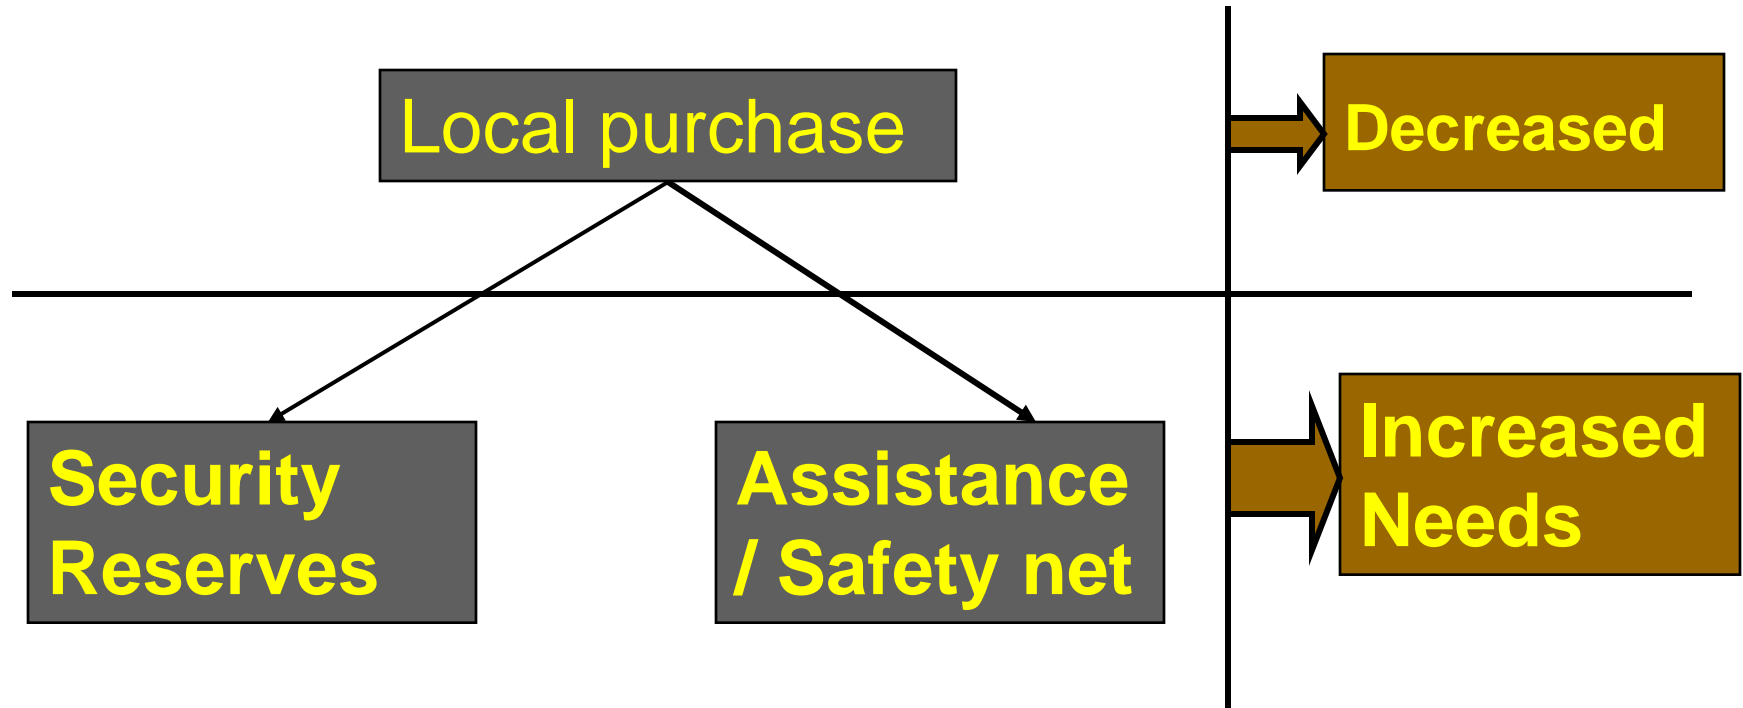 Local purchase
Decreased
Security
Reserves
Assistance
/ Safety net
Increased
Needs